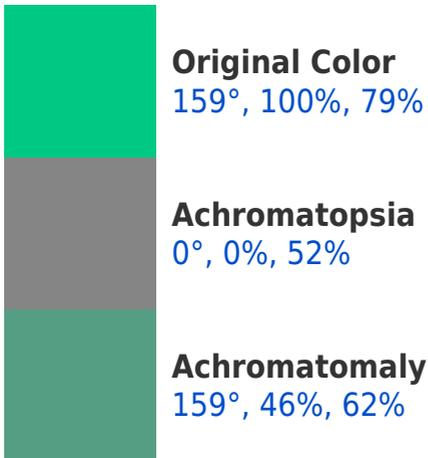 Original Color
159°, 100%, 79%
Achromatopsia
0°, 0%, 52%
Achromatomaly
159°, 46%, 62%